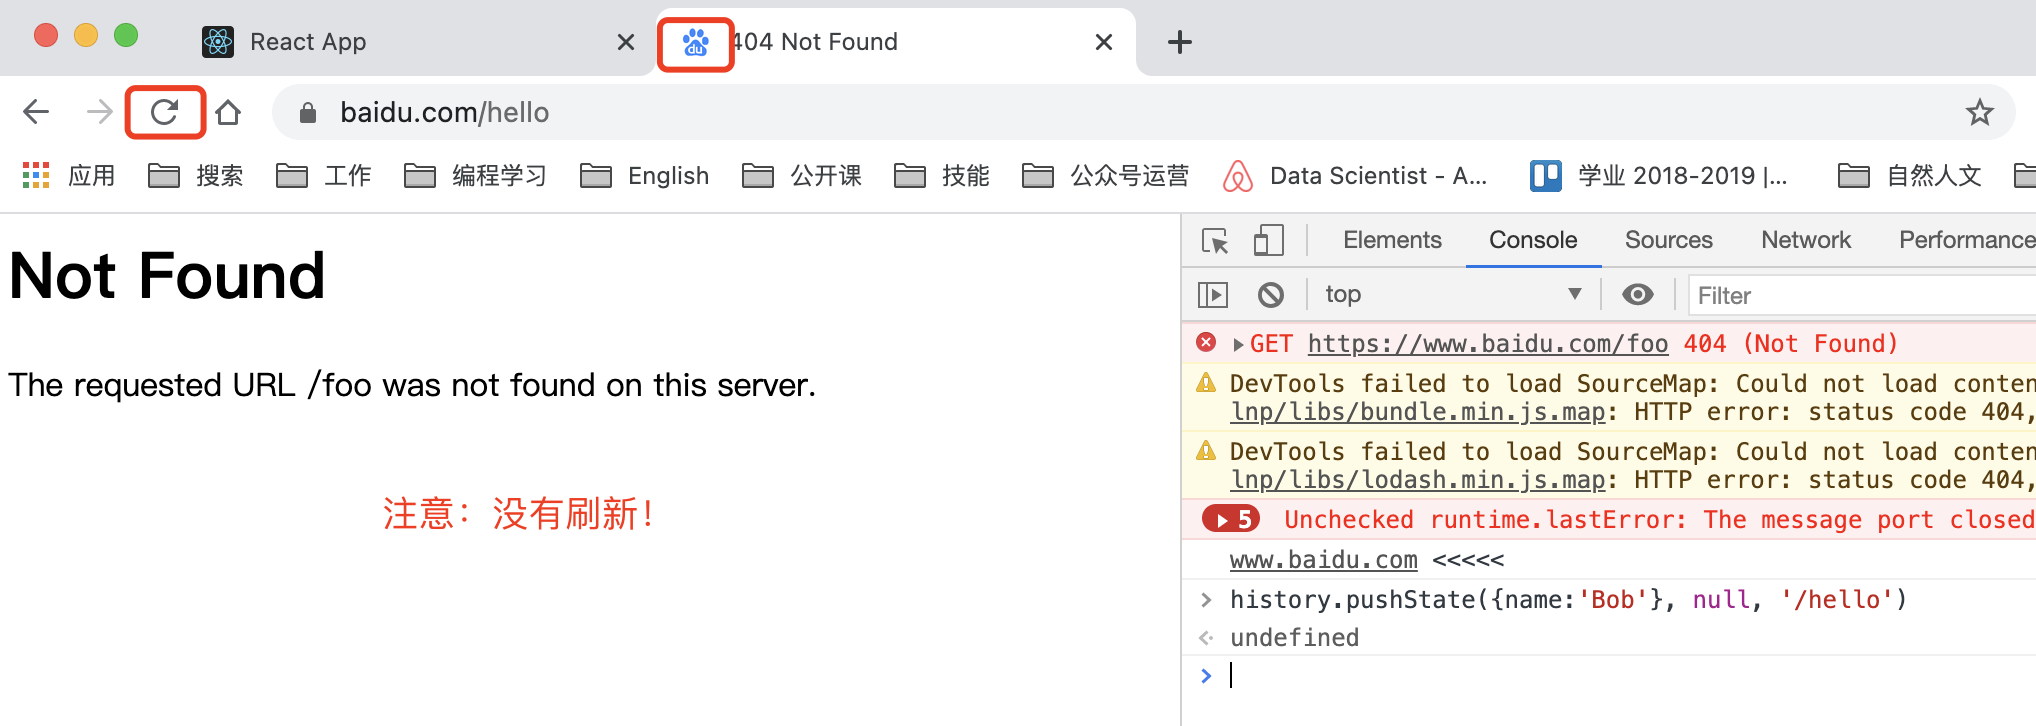 React App
404 Not Found
baidu.com/hello
应用 搜索 工作 编程学习 English 公开课 技能 公众号运营 Data Scientist - A... 学业 2018-2019 |... 自然人文
Not Found
The requested URL /foo was not found on this server.
注意：没有刷新！
Elements Console Sources Network Performance
top Filter
GET https://www.baidu.com/foo 404 (Not Found)
DevTools failed to load SourceMap: Could not load conten
lnp/libs/bundle.min.js.map: HTTP error: status code 404,
DevTools failed to load SourceMap: Could not load conten
lnp/libs/lodash.min.js.map: HTTP error: status code 404,
5 Unchecked runtime.lastError: The message port closed
www.baidu.com <<<<<
> history.pushState({name:'Bob'}, null, '/hello')
undefined
>